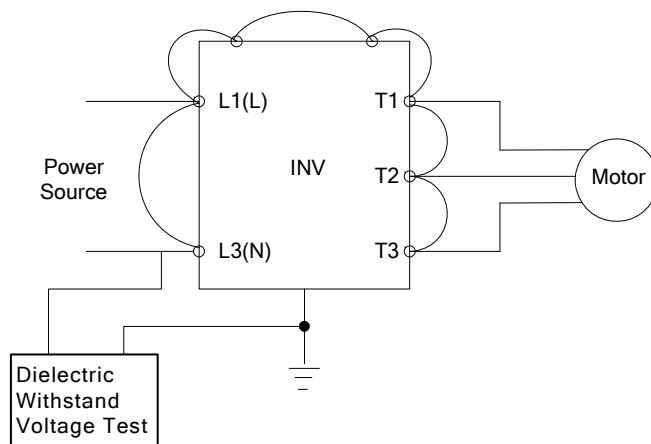 L1(L)
T1
Power
Source
INV
T2
Motor
L3(N)
T3
Dielectric
Withstand
Voltage Test